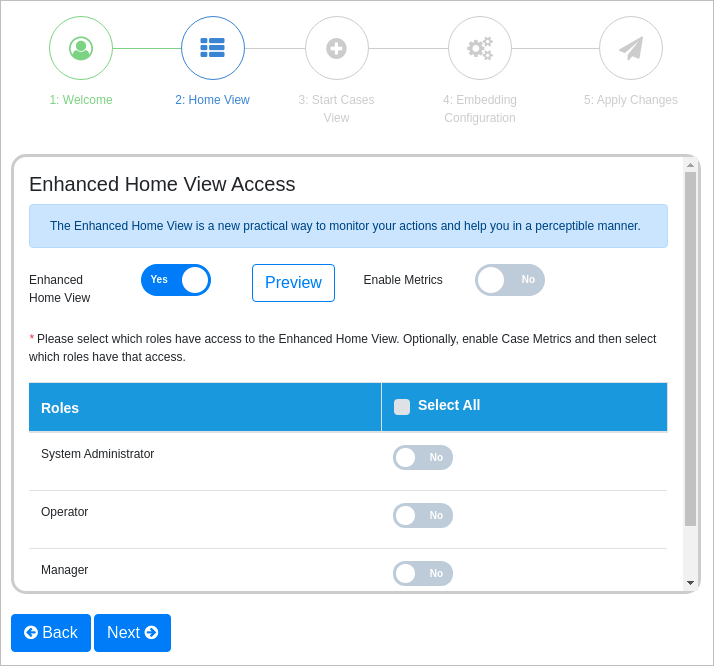 1: Welcome
2: Home View
3: Start Cases
View
4: Embedding
Configuration
5: Apply Changes
Enhanced Home View Access
The Enhanced Home View is a new practical way to monitor your actions and help you in a perceptible manner.
Enhanced
Home View
Yes
Preview
Enable Metrics
No
* Please select which roles have access to the Enhanced Home View. Optionally, enable Case Metrics and then select
which roles have that access.
Roles
Select All
System Administrator
No
Operator
No
Manager
No
Back
Next